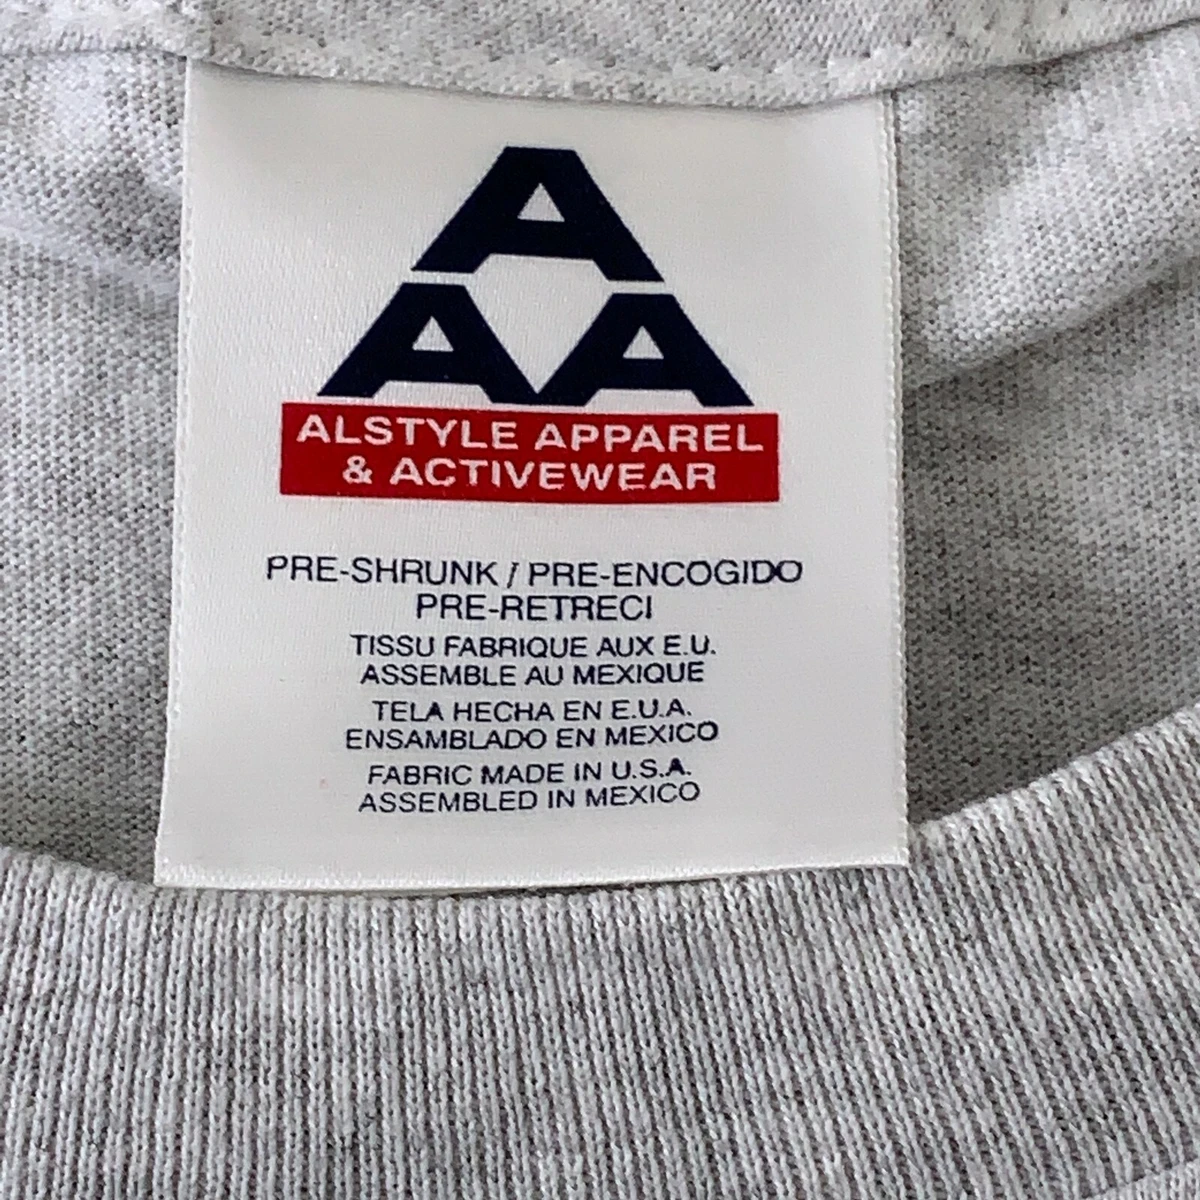 A
A A
ALSTYLE APPAREL
& ACTIVEWEAR
PRE-SHRUNK / PRE-ENCOGIDO
PRE-RETRECI
TISSU FABRIQUE AUX E.U.
ASSEMBLE AU MEXIQUE
TELA HECHA EN E.U.A.
ENSAMBLADO EN MEXICO
FABRIC MADE IN U.S.A.
ASSEMBLED IN MEXICO